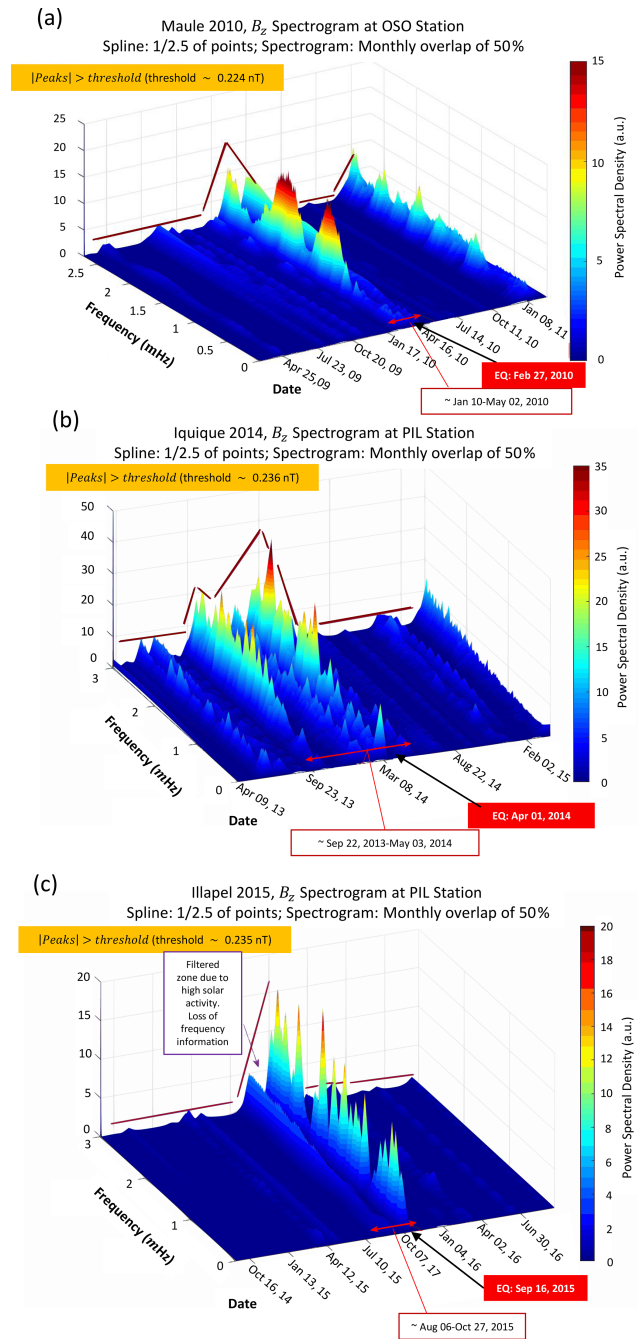 (a)
Maule 2010, B_z Spectrogram at OSO Station
Spline: 1/2.5 of points; Spectrogram: Monthly overlap of 50%
|Peaks| > threshold (threshold ~ 0.224 nT)
25
20
15
10
5
0
2.5
2
1.5
1
0.5
0
Frequency (mHz)
Apr 25,09
Jul 23, 09
Oct 20, 09
Jan 17, 10
Apr 16, 10
Jul 14, 10
Oct 11, 10
Jan 08, 11
Date
15
10
5
0
Power Spectral Density (a.u.)
EQ: Feb 27, 2010
~ Jan 10-May 02, 2010
(b)
Iquique 2014, B_z Spectrogram at PIL Station
Spline: 1/2.5 of points; Spectrogram: Monthly overlap of 50%
|Peaks| > threshold (threshold ~ 0.236 nT)
50
40
30
20
10
0
3
2
1
0
Frequency (mHz)
Apr 09, 13
Sep 23, 13
Mar 08, 14
Aug 22, 14
Feb 02, 15
Date
35
30
25
20
15
10
5
0
Power Spectral Density (a.u.)
EQ: Apr 01, 2014
~ Sep 22, 2013-May 03, 2014
(c)
Illapel 2015, B_z Spectrogram at PIL Station
Spline: 1/2.5 of points; Spectrogram: Monthly overlap of 50%
|Peaks| > threshold (threshold ~ 0.235 nT)
Filtered
zone due to
high solar
activity.
Loss of
frequency
information
20
15
10
5
0
3
2
1
0
Frequency (mHz)
Oct 16, 14
Jan 13, 15
Apr 12, 15
Jul 10, 15
Oct 07, 17
Jan 04, 16
Apr 02, 16
Jun 30, 16
Date
20
18
16
14
12
10
8
6
4
2
0
Power Spectral Density (a.u.)
EQ: Sep 16, 2015
~ Aug 06-Oct 27, 2015